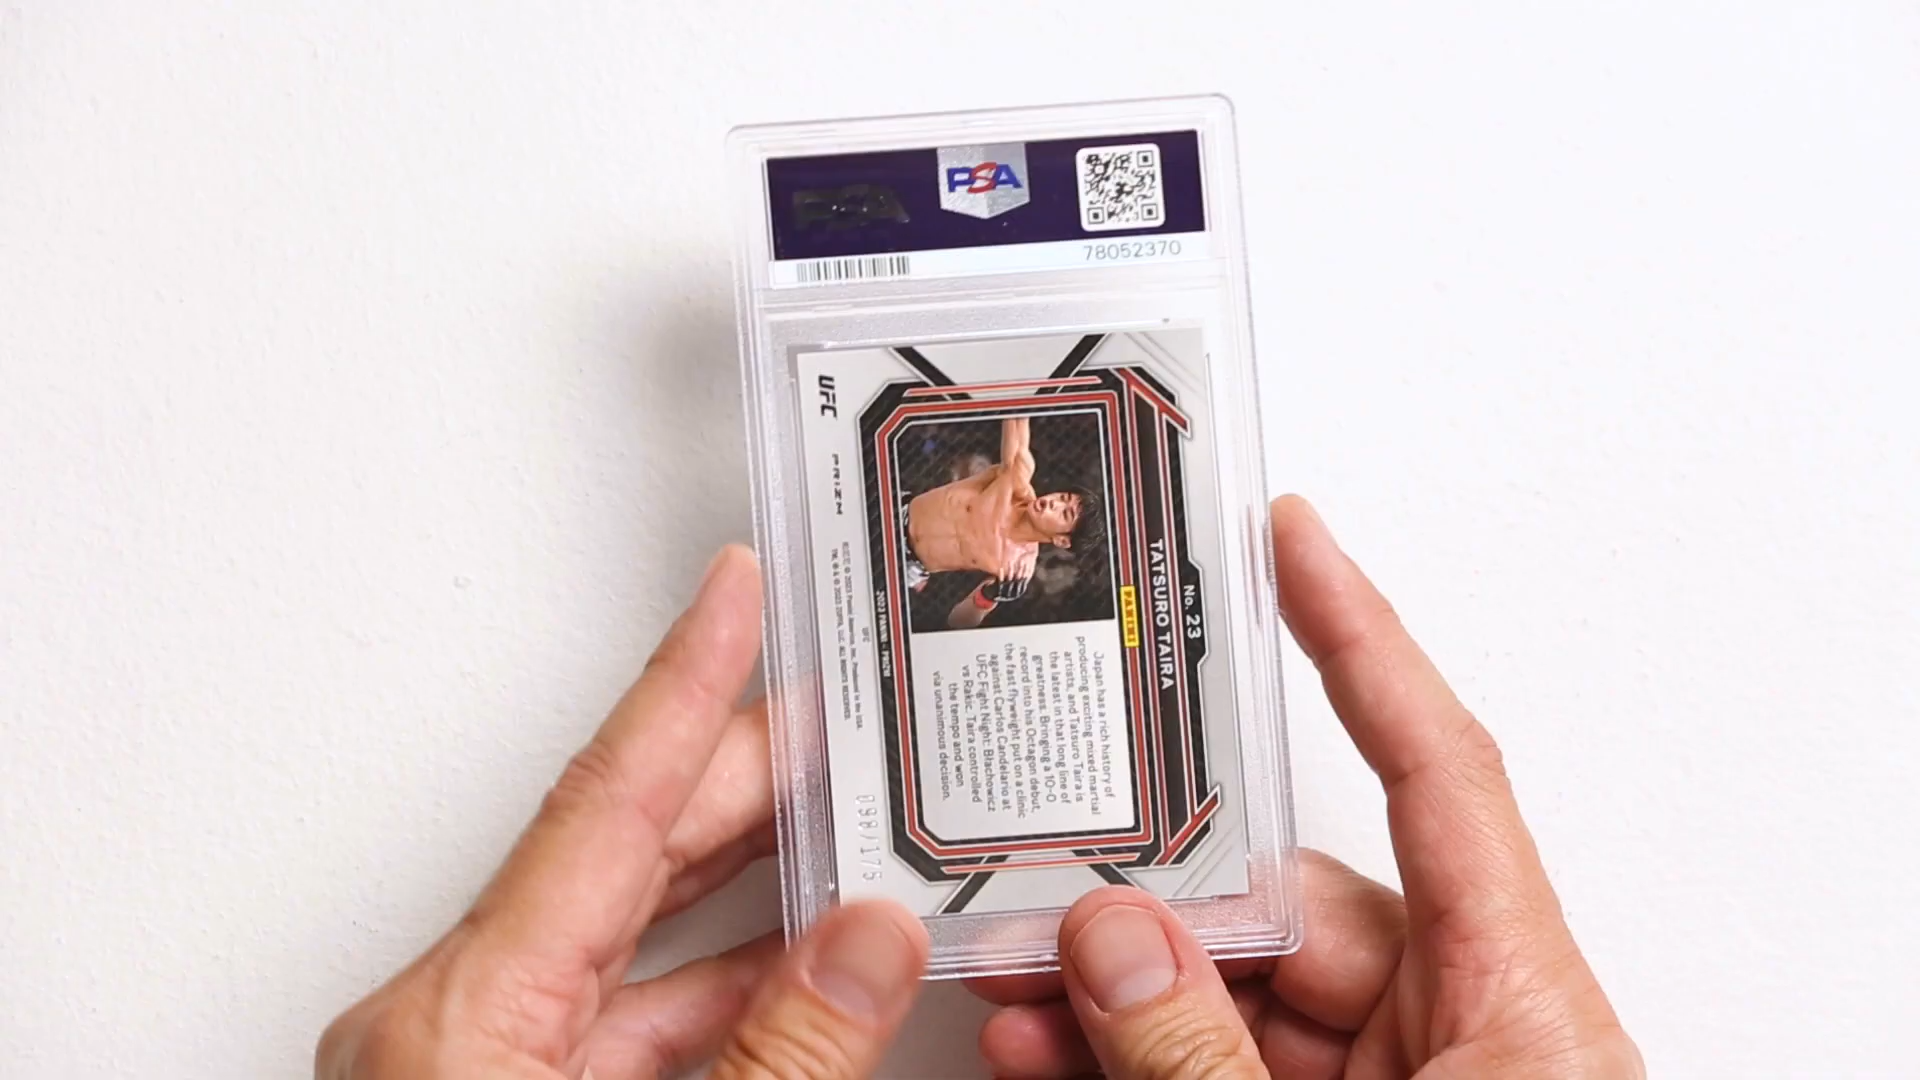 PSA
78052370
No. 23
TATSURO TAIRA
PANINI
Japan has a rich history of
producing exciting mixed martial
artists, and Tatsuro Taira is
the latest in that long line of
greatness. Bringing a 10-0
record into his Octagon debut,
the fast flyweight put on a clinic
against Carlos Candelario at
UFC Fight Night: Błachowicz
vs Rakic. Taira controlled
the tempo and won
via unanimous decision.
2023 PANINI - PRIZM
UFC
PRIZM
098/175